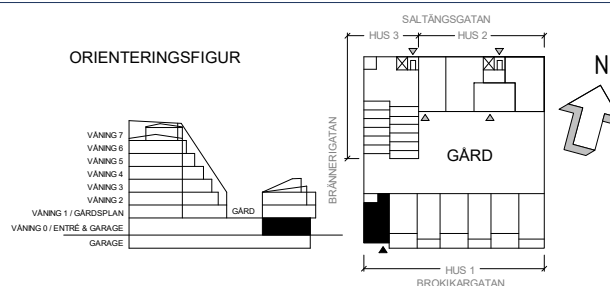 ORIENTERINGSFIGUR
VÅNING 7
VÅNING 6
VÅNING 5
VÅNING 4
VÅNING 3
VÅNING 2
VÅNING 1 / GÅRDSPLAN
VÅNING 0 / ENTRÉ & GARAGE
GARAGE
GÅRD
SALTÄNGSGATAN
HUS 3
HUS 2
BRÄNNERIGATAN
GÅRD
HUS 1
BROKIKARGATAN
N